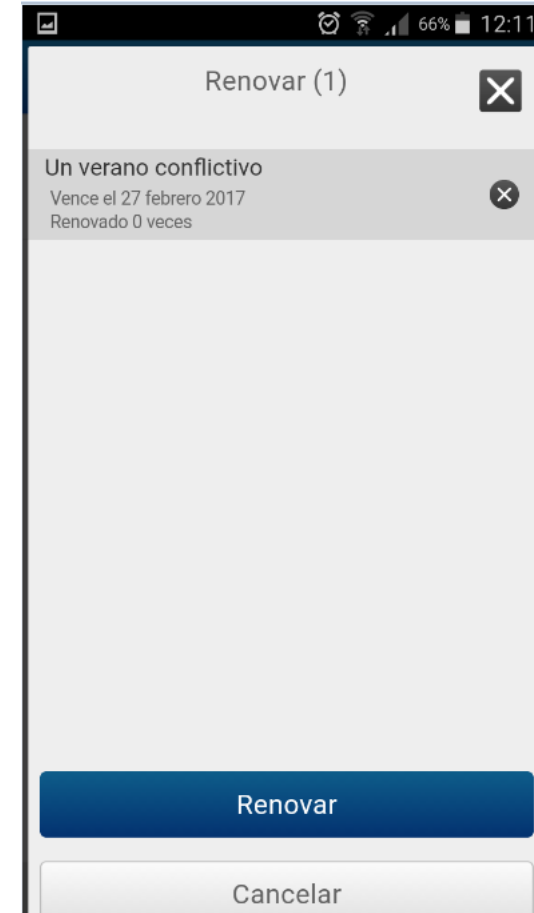 66% 12:11
Renovar (1)
Un verano conflictivo
Vence el 27 febrero 2017
Renovado 0 veces
Renovar
Cancelar